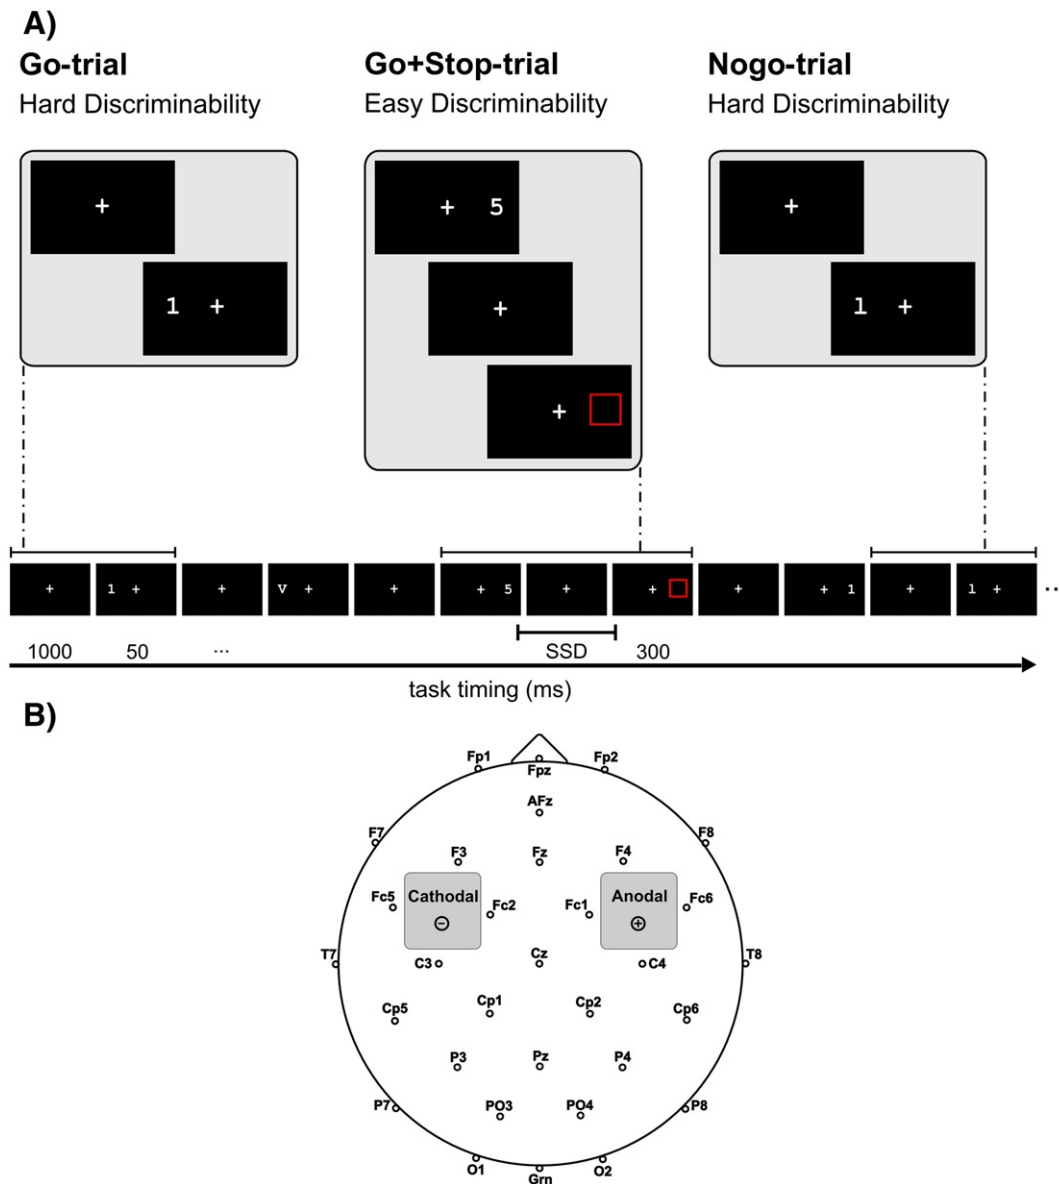 A)
Go-trial
Hard Discriminability
Go+Stop-trial
Easy Discriminability
Nogo-trial
Hard Discriminability
+
+ 5
+
1 +
+
l +
+
+
1 +
+
v +
+
+ 5
+
+
+
+ l
+
l +
..
1000
50
...
SSD
300
task timing (ms)
B)
Fp1
Fpz
Fp2
AFz
F7
F3
Fz
F4
F8
Fc5
Cathodal
−
Fc2
Fc1
Anodal
+
Fc6
T7
C3
Cz
C4
T8
Cp5
Cp1
Cp2
Cp6
P3
Pz
P4
P7
PO3
PO4
P8
O1
Grn
O2